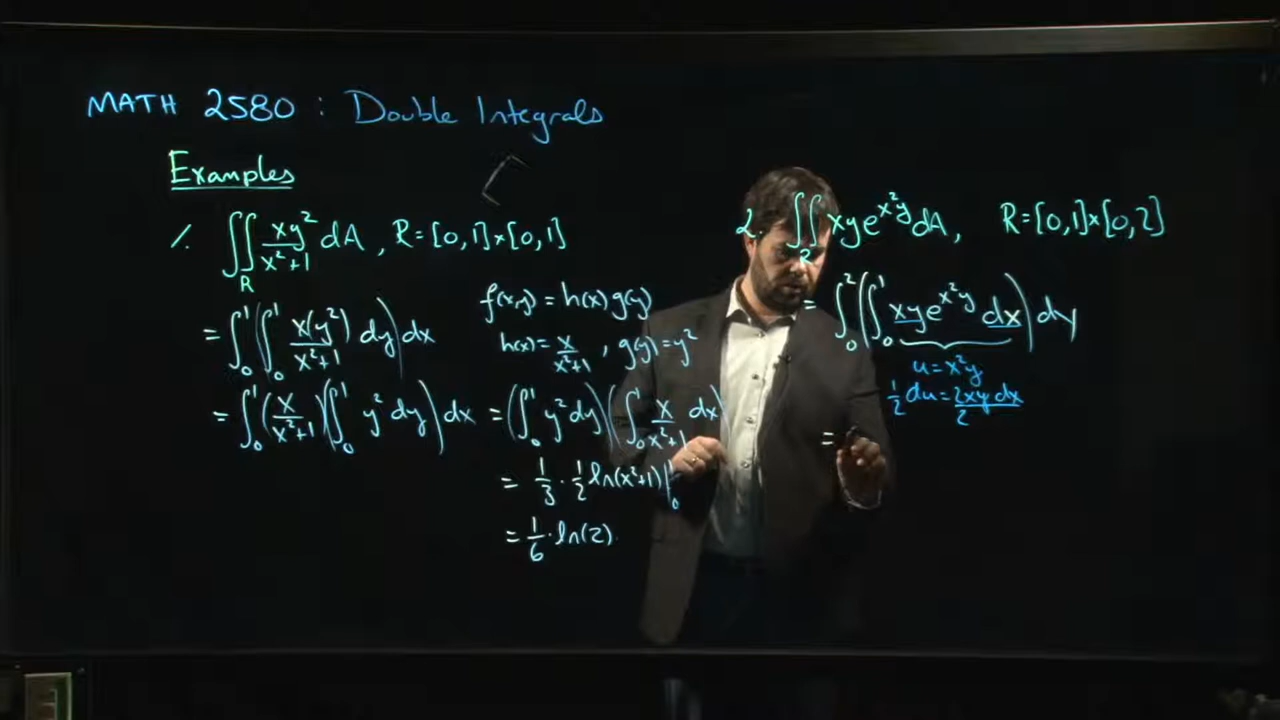 MATH 2580 : Double Integrals
Examples
1. ∬_R xy²/(x²+1) dA, R=[0,1]×[0,1]
= ∫₀¹(∫₀¹ x(y²)/(x²+1) dy)dx
= ∫₀¹(x/(x²+1))(∫₀¹ y² dy)dx = (∫₀¹ y² dy)(∫₀¹ x/(x²+1) dx)
f(x,y) = h(x)g(y)
h(x) = x/(x²+1), g(y) = y²
= 1/3 · 1/2 ln(x²+1)|₀¹
= 1/6 · ln(2).
2. ∬_R xye^(x²y) dA, R=[0,1]×[0,2]
= ∫₀²(∫₀¹ xye^(x²y) dx)dy
u = x²y
1/2 du = 2xy dx/2
=